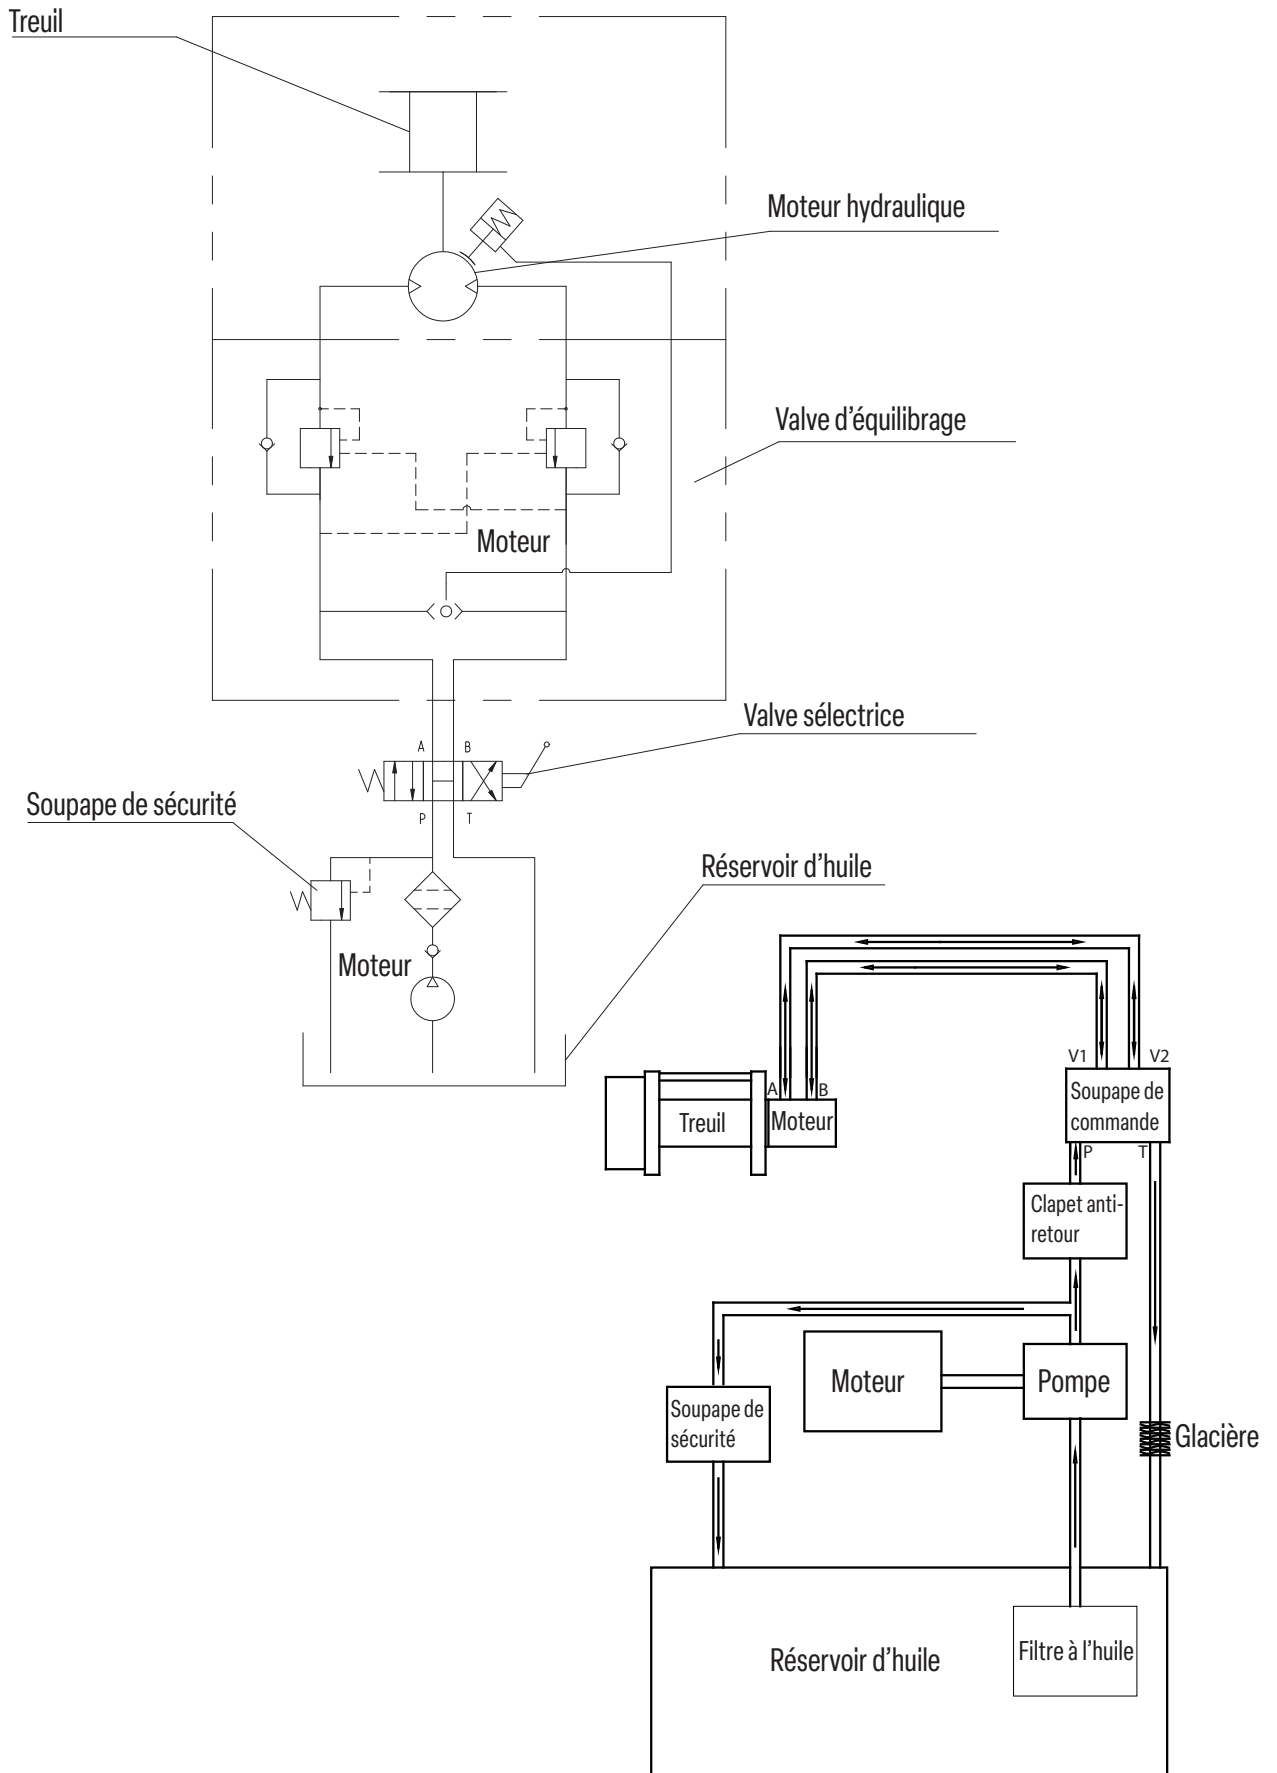 Treuil
Moteur hydraulique
Valve d'équilibrage
Moteur
Valve sélectrice
A B
Soupape de sécurité
P T
Réservoir d'huile
Moteur
V1 V2
A B
Soupape de
commande
Treuil
Moteur
P T
Clapet anti-
retour
Moteur
Pompe
Soupape de
sécurité
Glacière
Réservoir d'huile
Filtre à l'huile